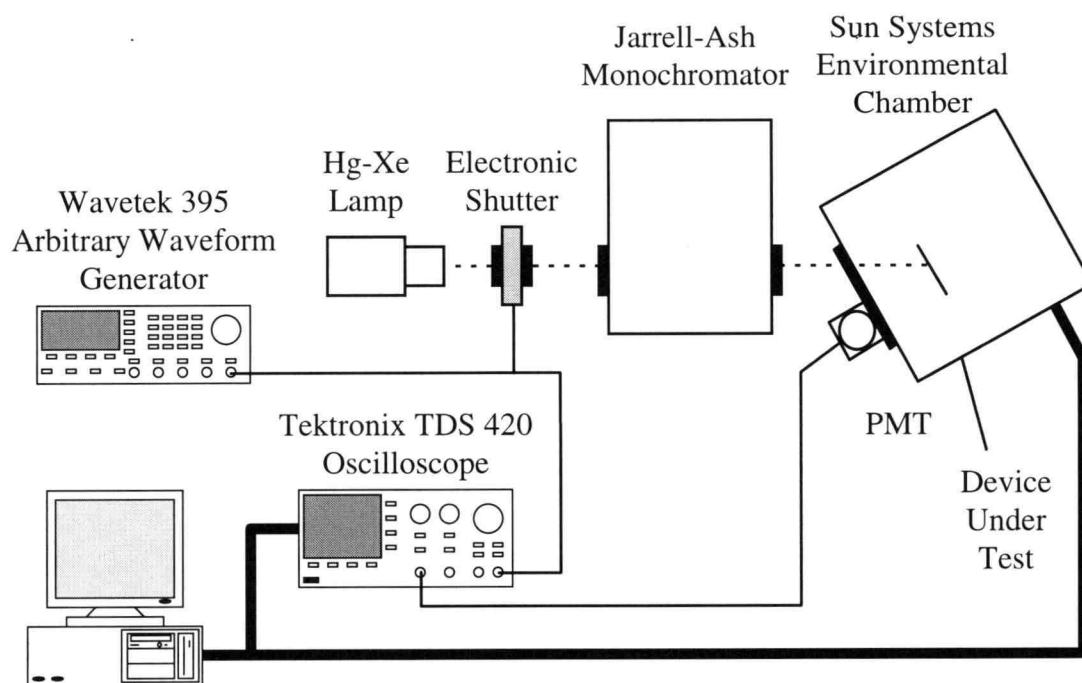 Sun Systems
Environmental
Chamber
Jarrell-Ash
Monochromator
Hg-Xe
Lamp
Electronic
Shutter
Wavetek 395
Arbitrary Waveform
Generator
Tektronix TDS 420
Oscilloscope
PMT
Device
Under
Test